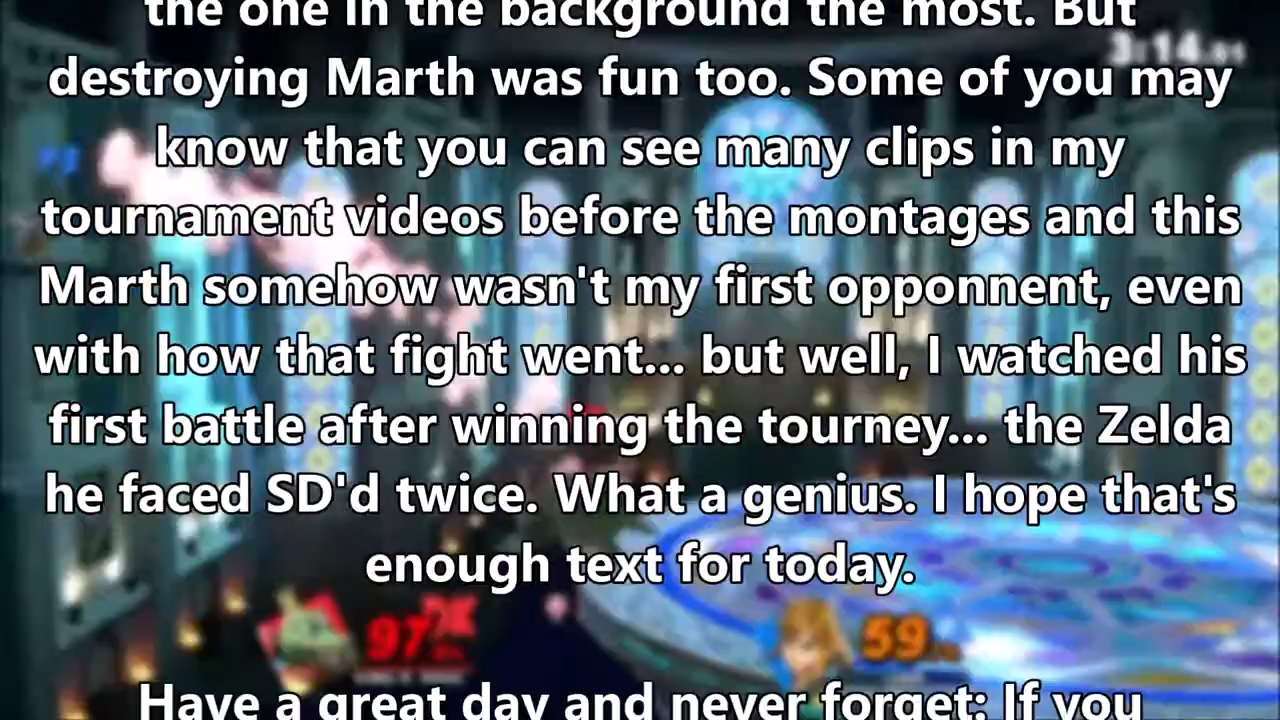 the one in the background the most. But
3:14
destroying Marth was fun too. Some of you may
know that you can see many clips in my
tournament videos before the montages and this
Marth somehow wasn't my first opponnent, even
with how that fight went... but well, I watched his
first battle after winning the tourney... the Zelda
he faced SD'd twice. What a genius. I hope that's
enough text for today.
97
59
Have a great day and never forget: If you